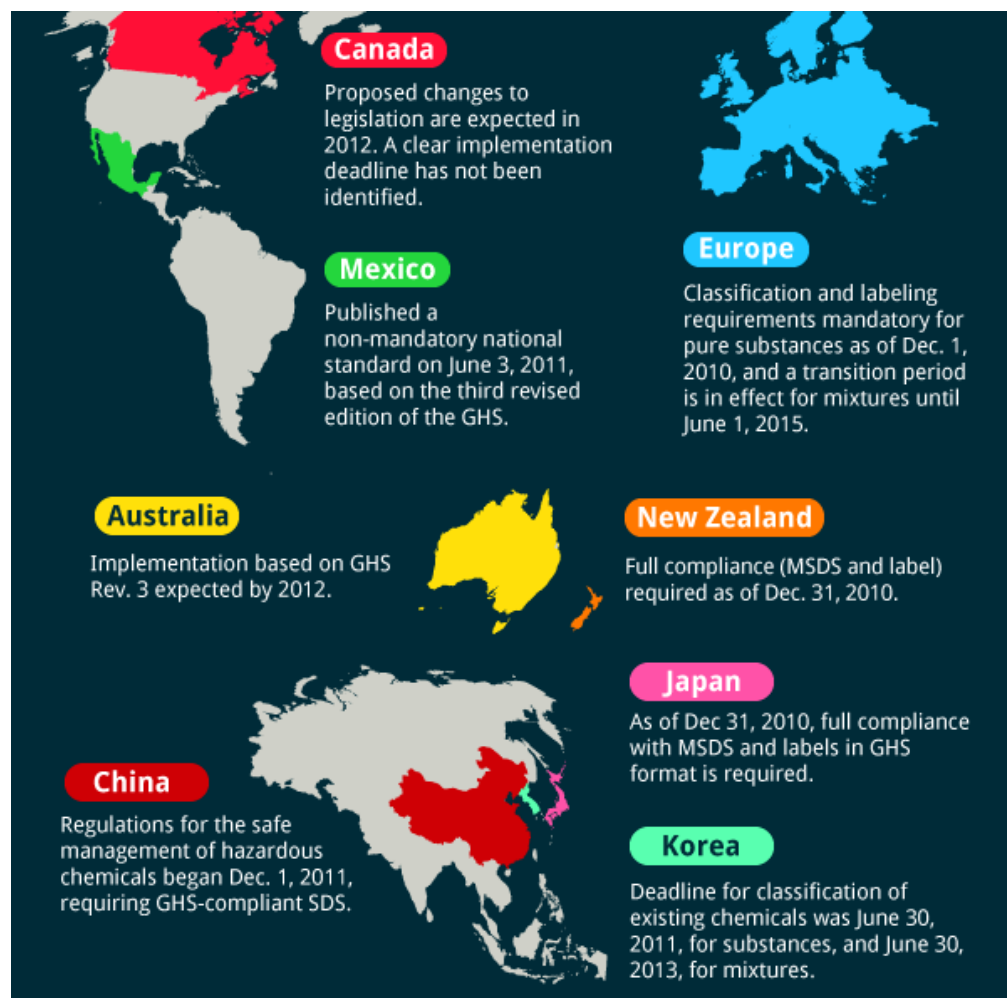 Canada
Proposed changes to
legislation are expected in
2012. A clear implementation
deadline has not been
identified.
Mexico
Published a
non-mandatory national
standard on June 3, 2011,
based on the third revised
edition of the GHS.
Europe
Classification and labeling
requirements mandatory for
pure substances as of Dec. 1,
2010, and a transition period
is in effect for mixtures until
June 1, 2015.
Australia
Implementation based on GHS
Rev. 3 expected by 2012.
New Zealand
Full compliance (MSDS and label)
required as of Dec. 31, 2010.
Japan
As of Dec 31, 2010, full compliance
with MSDS and labels in GHS
format is required.
China
Regulations for the safe
management of hazardous
chemicals began Dec. 1, 2011,
requiring GHS-compliant SDS.
Korea
Deadline for classification of
existing chemicals was June 30,
2011, for substances, and June 30,
2013, for mixtures.